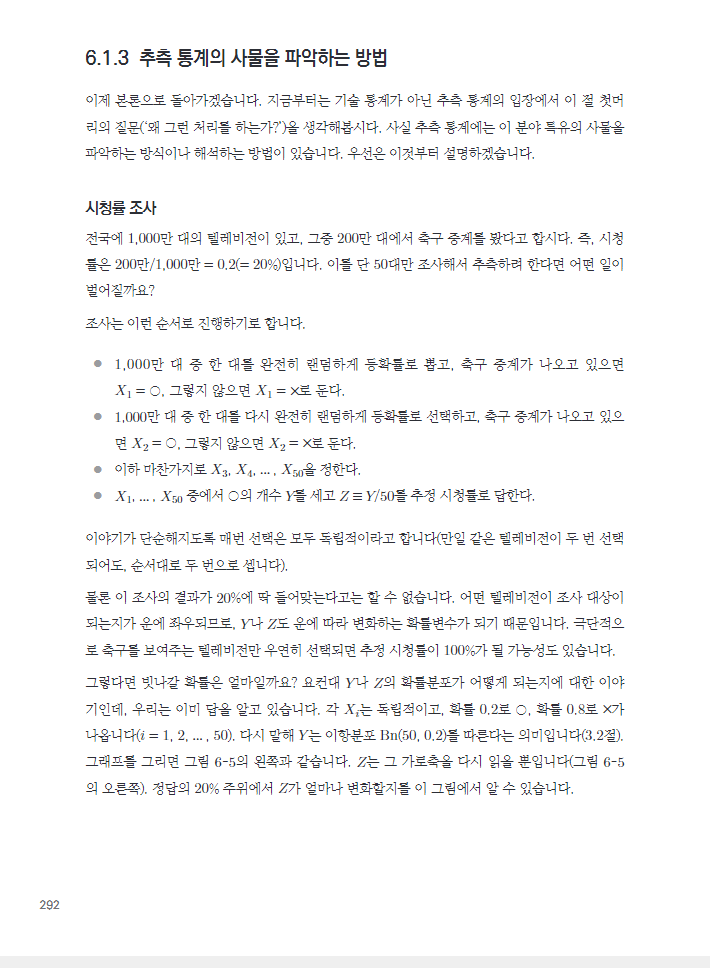 6.1.3 추측 통계의 사물을 파악하는 방법
이제 본론으로 돌아가겠습니다. 지금부터는 기술 통계가 아닌 추측 통계의 입장에서 이 절 첫머
리의 질문(‘왜 그런 처리를 하는가?’)을 생각해봅시다. 사실 추측 통계에는 이 분야 특유의 사물을
파악하는 방식이나 해석하는 방법이 있습니다. 우선은 이것부터 설명하겠습니다.
시청률 조사
전국에 1,000만 대의 텔레비전이 있고, 그중 200만 대에서 축구 중계를 봤다고 합시다. 즉, 시청
률은 200만/1,000만 = 0.2(= 20%)입니다. 이를 단 50대만 조사해서 추측하려 한다면 어떤 일이
벌어질까요?
조사는 이런 순서로 진행하기로 합니다.
● 1,000만 대 중 한 대를 완전히 랜덤하게 등확률로 뽑고, 축구 중계가 나오고 있으면
X₁ = ○, 그렇지 않으면 X₁ = ×로 둔다.
● 1,000만 대 중 한 대를 다시 완전히 랜덤하게 등확률로 선택하고, 축구 중계가 나오고 있으
면 X₂ = ○, 그렇지 않으면 X₂ = ×로 둔다.
● 이하 마찬가지로 X₃, X₄, ... , X₅₀을 정한다.
● X₁, ... , X₅₀ 중에서 ○의 개수 Y를 세고 Z ≡ Y/50를 추정 시청률로 답한다.
이야기가 단순해지도록 매번 선택은 모두 독립적이라고 합니다(만일 같은 텔레비전이 두 번 선택
되어도, 순서대로 두 번으로 셉니다).
물론 이 조사의 결과가 20%에 딱 들어맞는다고는 할 수 없습니다. 어떤 텔레비전이 조사 대상이
되는지가 운에 좌우되므로, Y나 Z도 운에 따라 변화하는 확률변수가 되기 때문입니다. 극단적으
로 축구를 보여주는 텔레비전만 우연히 선택되면 추정 시청률이 100%가 될 가능성도 있습니다.
그렇다면 빗나갈 확률은 얼마일까요? 요컨대 Y나 Z의 확률분포가 어떻게 되는지에 대한 이야
기인데, 우리는 이미 답을 알고 있습니다. 각 Xᵢ는 독립적이고, 확률 0.2로 ○, 확률 0.8로 ×가
나옵니다(i = 1, 2, ... , 50). 다시 말해 Y는 이항분포 Bn(50, 0.2)를 따른다는 의미입니다(3.2절).
그래프를 그리면 그림 6-5의 왼쪽과 같습니다. Z는 그 가로축을 다시 읽을 뿐입니다(그림 6-5
의 오른쪽). 정답의 20% 주위에서 Z가 얼마나 변화할지를 이 그림에서 알 수 있습니다.
292